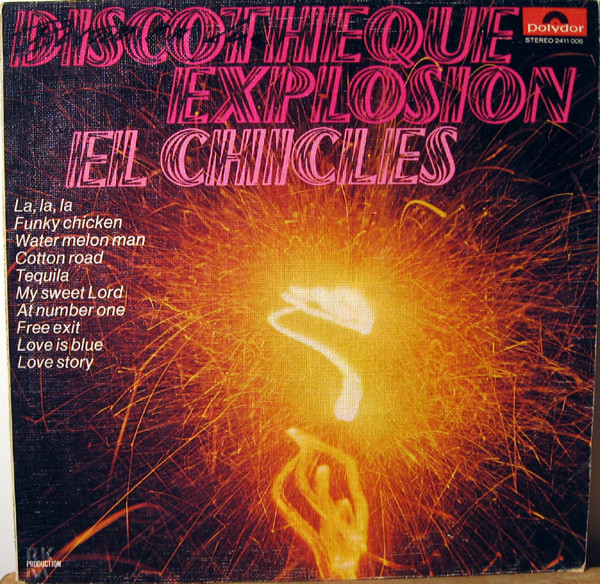 DISCOTHEQUE
EXPLOSION
EL CHICLES
polydor
STEREO 2411 006
La, la, la
Funky chicken
Water melon man
Cotton road
Tequila
My sweet Lord
At number one
Free exit
Love is blue
Love story
RKM
PRODUCTION